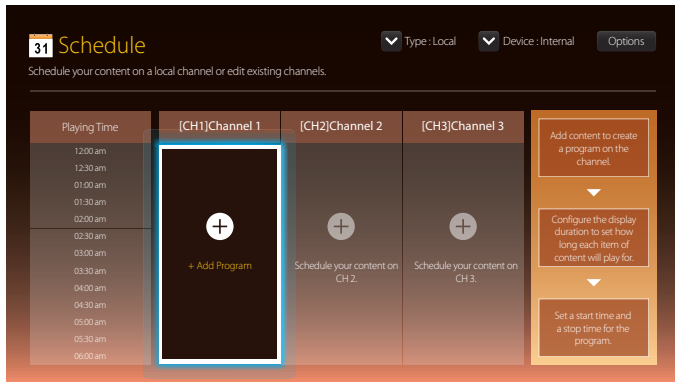 31 Schedule
Type : Local
Device : Internal
Options
Schedule your content on a local channel or edit existing channels.
Playing Time
[CH1]Channel 1
[CH2]Channel 2
[CH3]Channel 3
12:00 am
12:30 am
01:00 am
01:30 am
02:00 am
02:30 am
03:00 am
03:30 am
04:00 am
04:30 am
05:00 am
05:30 am
06:00 am
+ Add Program
Schedule your content on
CH 2.
Schedule your content on
CH 3.
Add content to create
a program on the
channel.
Configure the display
duration to set how
long each item of
content will play for.
Set a start time and
a stop time for the
program.